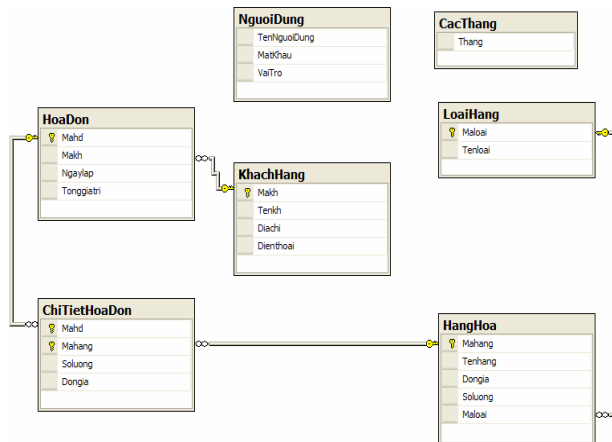 NguoiDung
TenNguoiDung
MatKhau
VaiTro
CacThang
Thang
HoaDon
Mahd
Makh
Ngaylap
Tonggiatri
LoaiHang
Maloai
Tenloai
KhachHang
Makh
Tenkh
Diachi
Dienthoai
ChiTietHoaDon
Mahd
Mahang
Soluong
Dongia
HangHoa
Mahang
Tenhang
Dongia
Soluong
Maloai